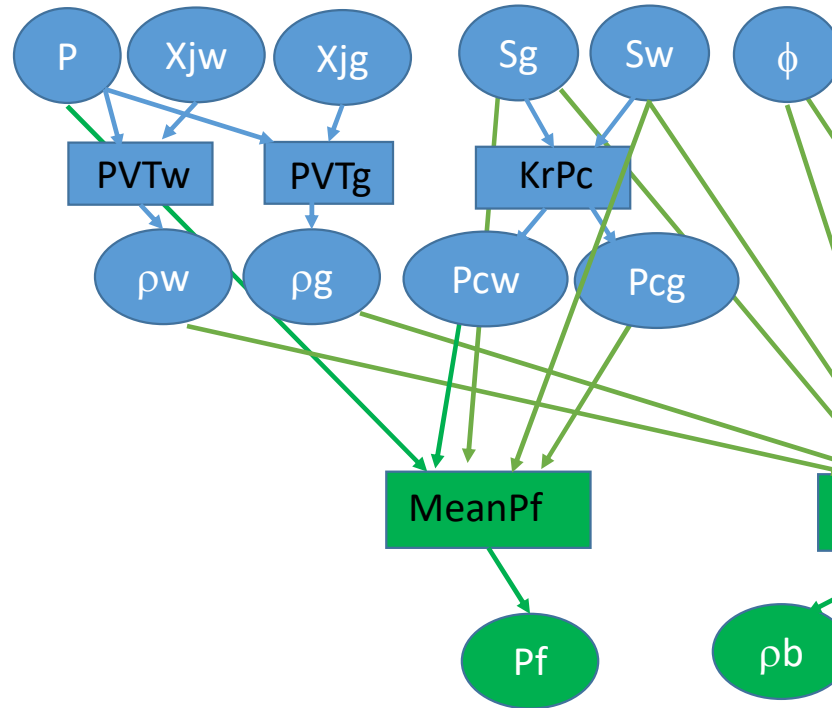 P
Xjw
Xjg
Sg
Sw
ϕ
PVTw
PVTg
KrPc
ρw
ρg
Pcw
Pcg
MeanPf
Pf
ρb